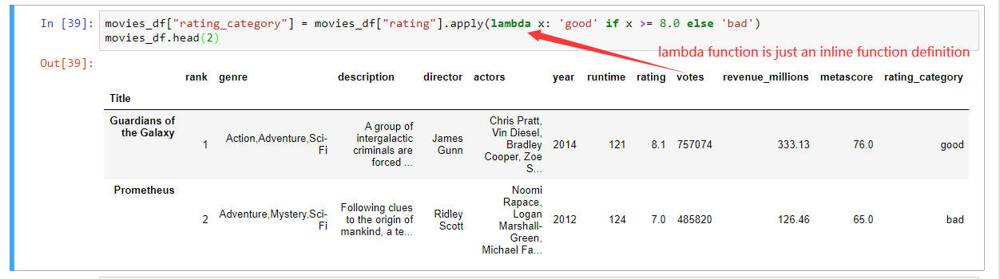 In [39]: movies_df["rating_category"] = movies_df["rating"].apply(lambda x: 'good' if x >= 8.0 else 'bad')
movies_df.head(2)
lambda function is just an inline function definition
Out[39]:
rank genre description director actors year runtime rating votes revenue_millions metascore rating_category
Title
Guardians of
the Galaxy
1
Action,Adventure,Sci-
Fi
A group of
intergalactic
criminals are
forced ...
James
Gunn
Chris Pratt,
Vin Diesel,
Bradley
Cooper, Zoe
S...
2014 121 8.1 757074 333.13 76.0 good
Prometheus
2
Adventure,Mystery,Sci-
Fi
Following clues
to the origin of
mankind, a te...
Ridley
Scott
Noomi
Rapace,
Logan
Marshall-
Green,
Michael Fa...
2012 124 7.0 485820 126.46 65.0 bad